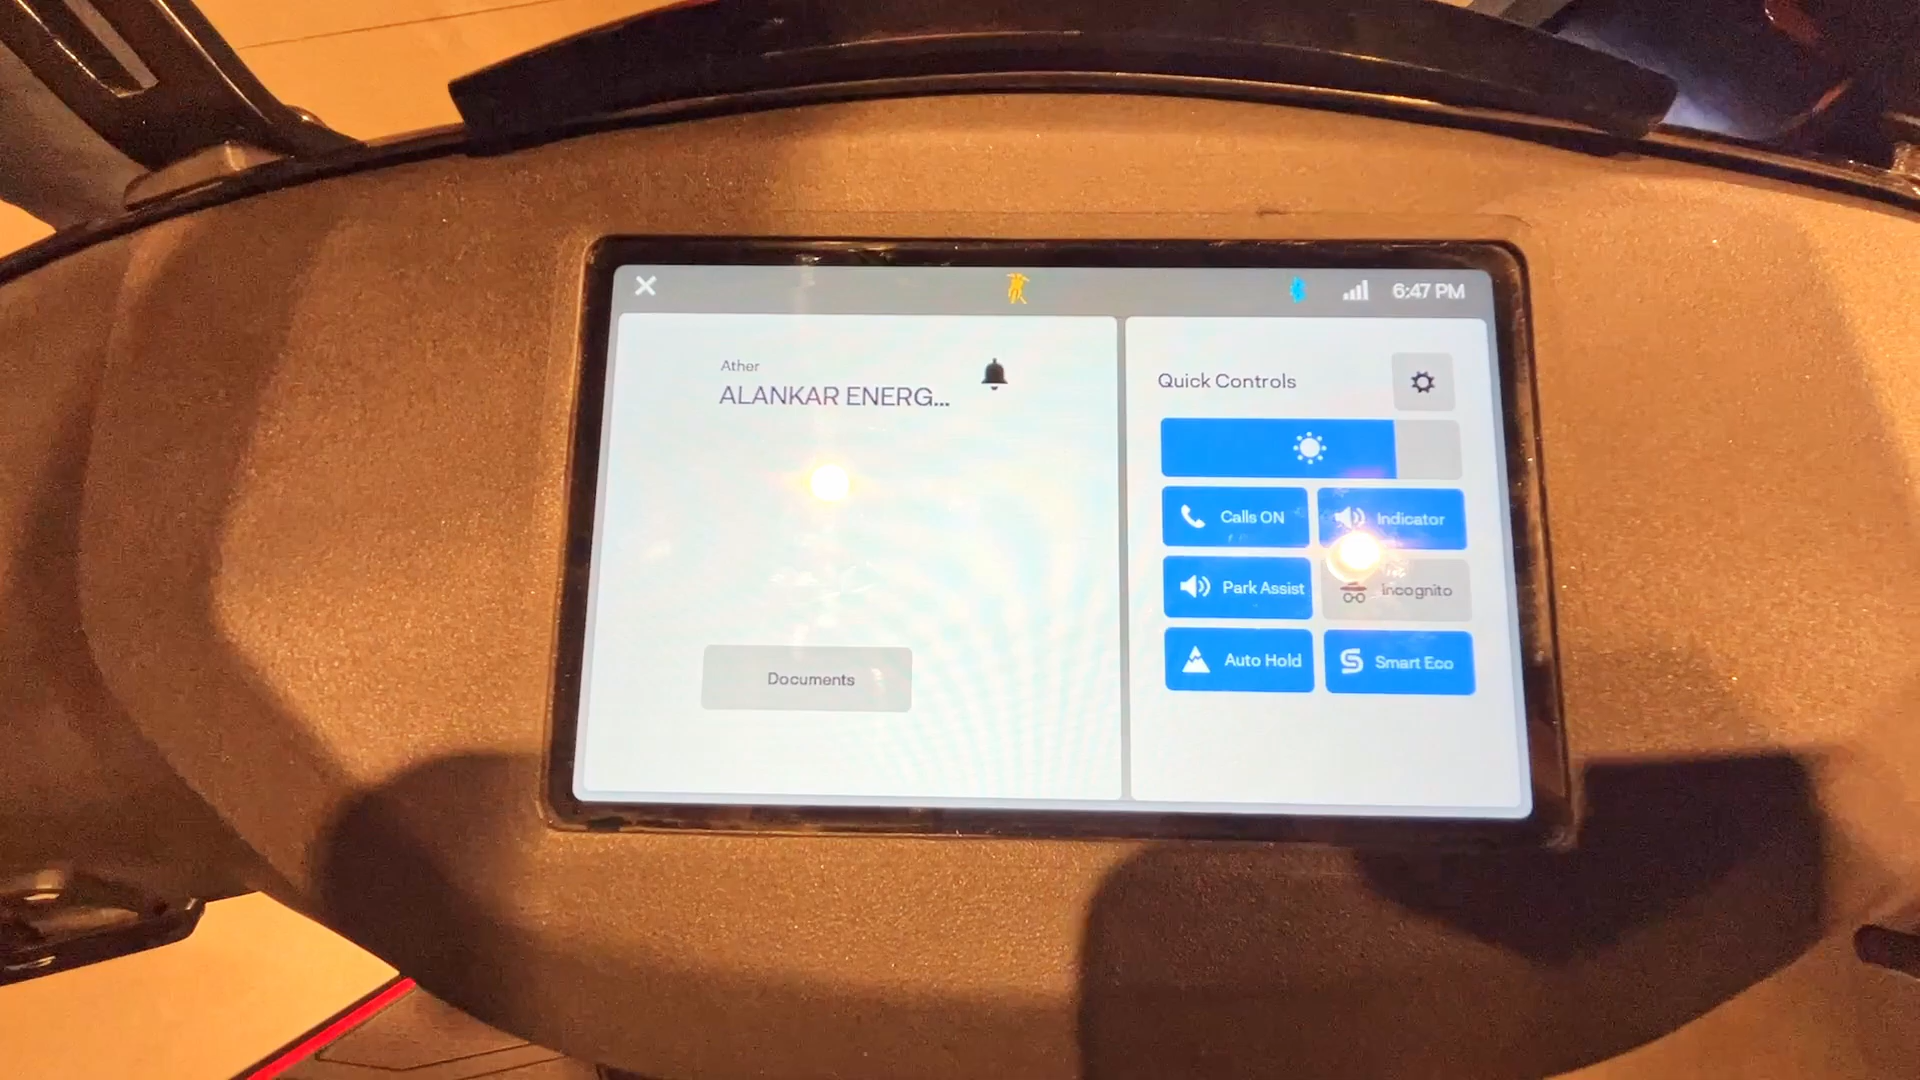 6:47 PM
Ather
ALANKAR ENERG...
Documents
Quick Controls
Calls ON
Indicator
Park Assist
Incognito
Auto Hold
Smart Eco